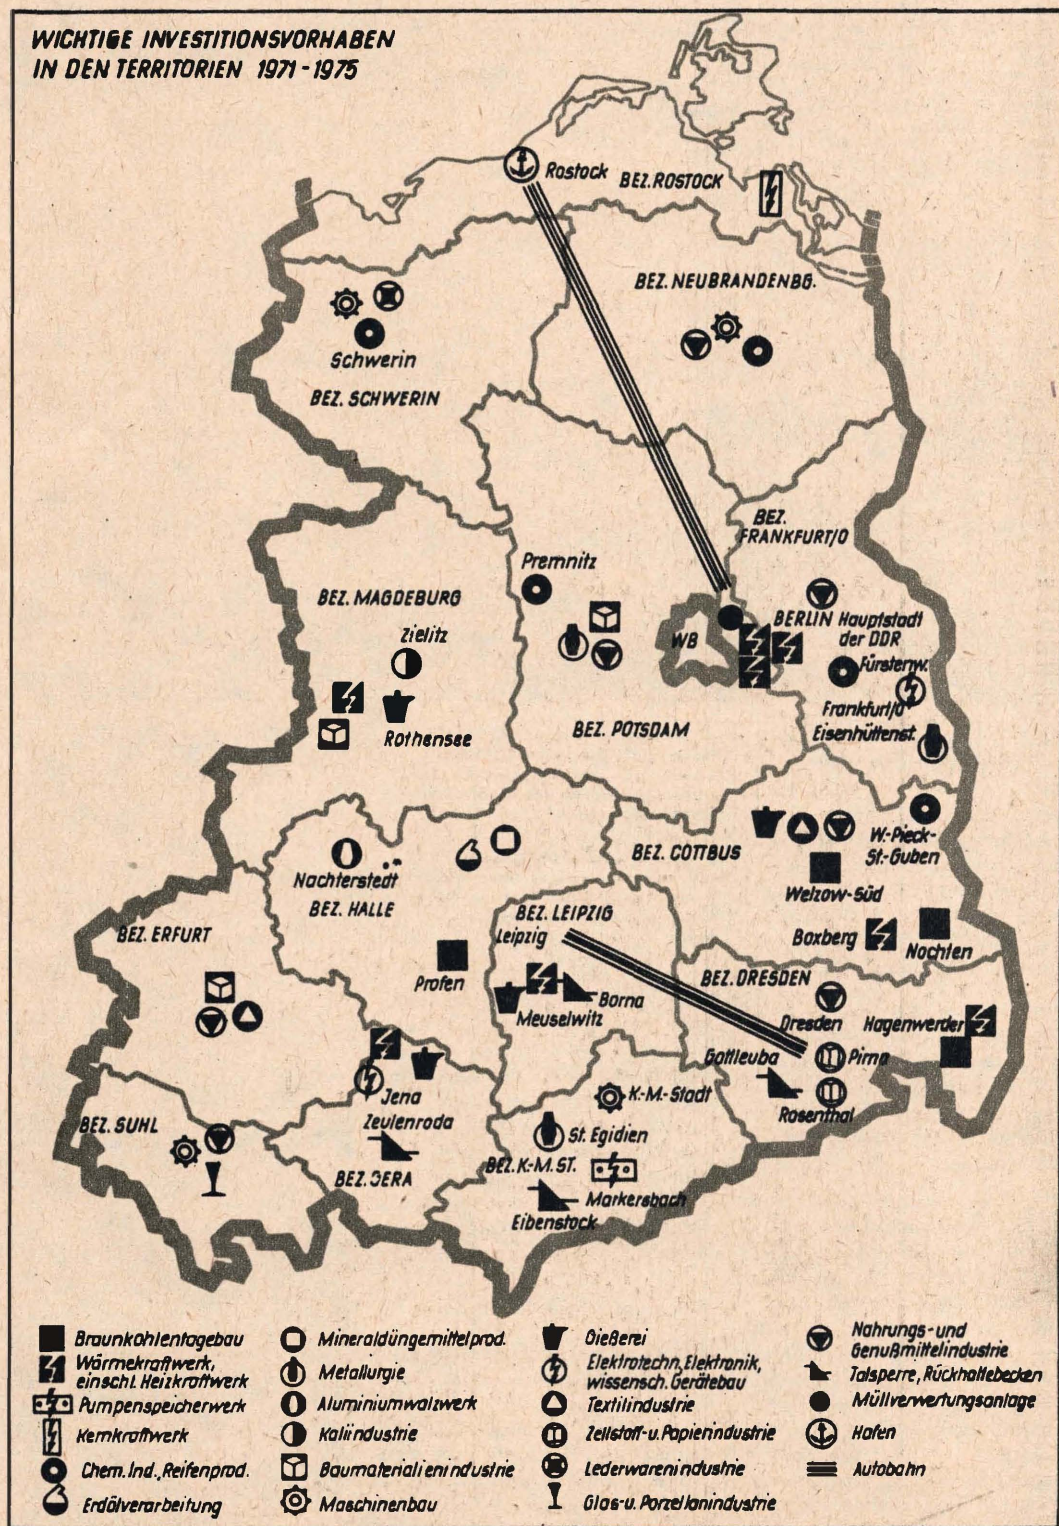 WICHTIGE INVESTITIONSVORHABEN
IN DEN TERRITORIEN 1971-1975
Rostock
BEZ. ROSTOCK
BEZ. NEUBRANDENBG.
Schwerin
BEZ. SCHWERIN
BEZ.
FRANKFURT/O
Premnitz
BEZ. MAGDEBURG
Zielitz
BERLIN Hauptstadt
der DDR
WB
Fürstenw.
Frankfurt/O
Eisenhüttenst.
Rothensee
BEZ. POTSDAM
W.-Pieck-
St.-Guben
BEZ. COTTBUS
Welzow-Süd
Nachterstedt
BEZ. HALLE
BEZ. LEIPZIG
Leipzig
BEZ. ERFURT
Boxberg
Nochten
Profen
BEZ. DRESDEN
Borna
Meuselwitz
Dresden
Hagenwerder
Gottleuba
Pirna
Jena
K.-M.-Stadt
Rosenthal
Zeulenroda
BEZ. SUHL
St. Egidien
BEZ. K.-M. ST.
BEZ. GERA
Markersbach
Eibenstock
Braunkohlentagebau
Wärmekraftwerk,
einschl. Heizkraftwerk
Pumpenspeicherwerk
Kernkraftwerk
Chem. Ind., Reifenprod.
Erdölverarbeitung
Mineraldüngemittelprod.
Metallurgie
Aluminiumwalzwerk
Kaliindustrie
Baumaterialienindustrie
Maschinenbau
Gießerei
Elektrotechn., Elektronik,
wissensch. Gerätebau
Textilindustrie
Zellstoff-u. Papierindustrie
Lederwarenindustrie
Glas-u. Porzellanindustrie
Nahrungs-und
Genußmittelindustrie
Talsperre, Rückhaltebecken
Müllverwertungsanlage
Hafen
Autobahn